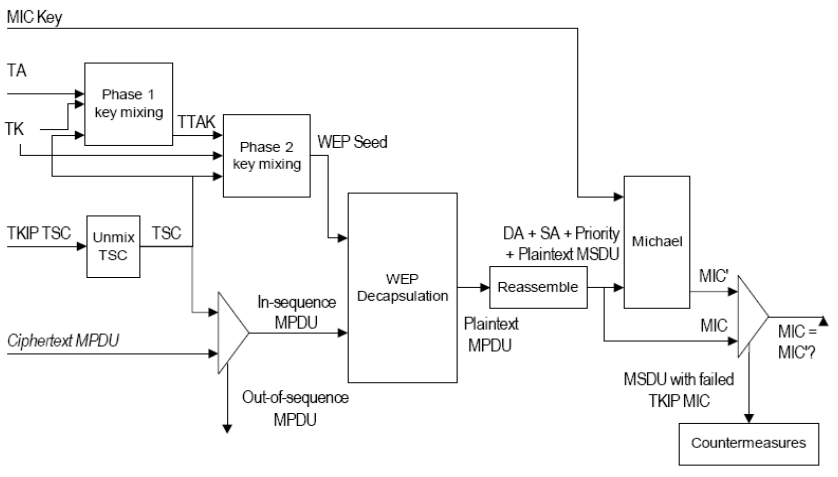 MIC Key
TA
Phase 1
key mixing
TK
TTAK
Phase 2
key mixing
WEP Seed
TKIP TSC
Unmix
TSC
TSC
DA + SA + Priority
+ Plaintext MSDU
Michael
WEP
Decapsulation
Reassemble
MIC'
In-sequence
MPDU
Plaintext
MPDU
MIC
MIC =
MIC'?
Ciphertext MPDU
Out-of-sequence
MPDU
MSDU with failed
TKIP MIC
Countermeasures